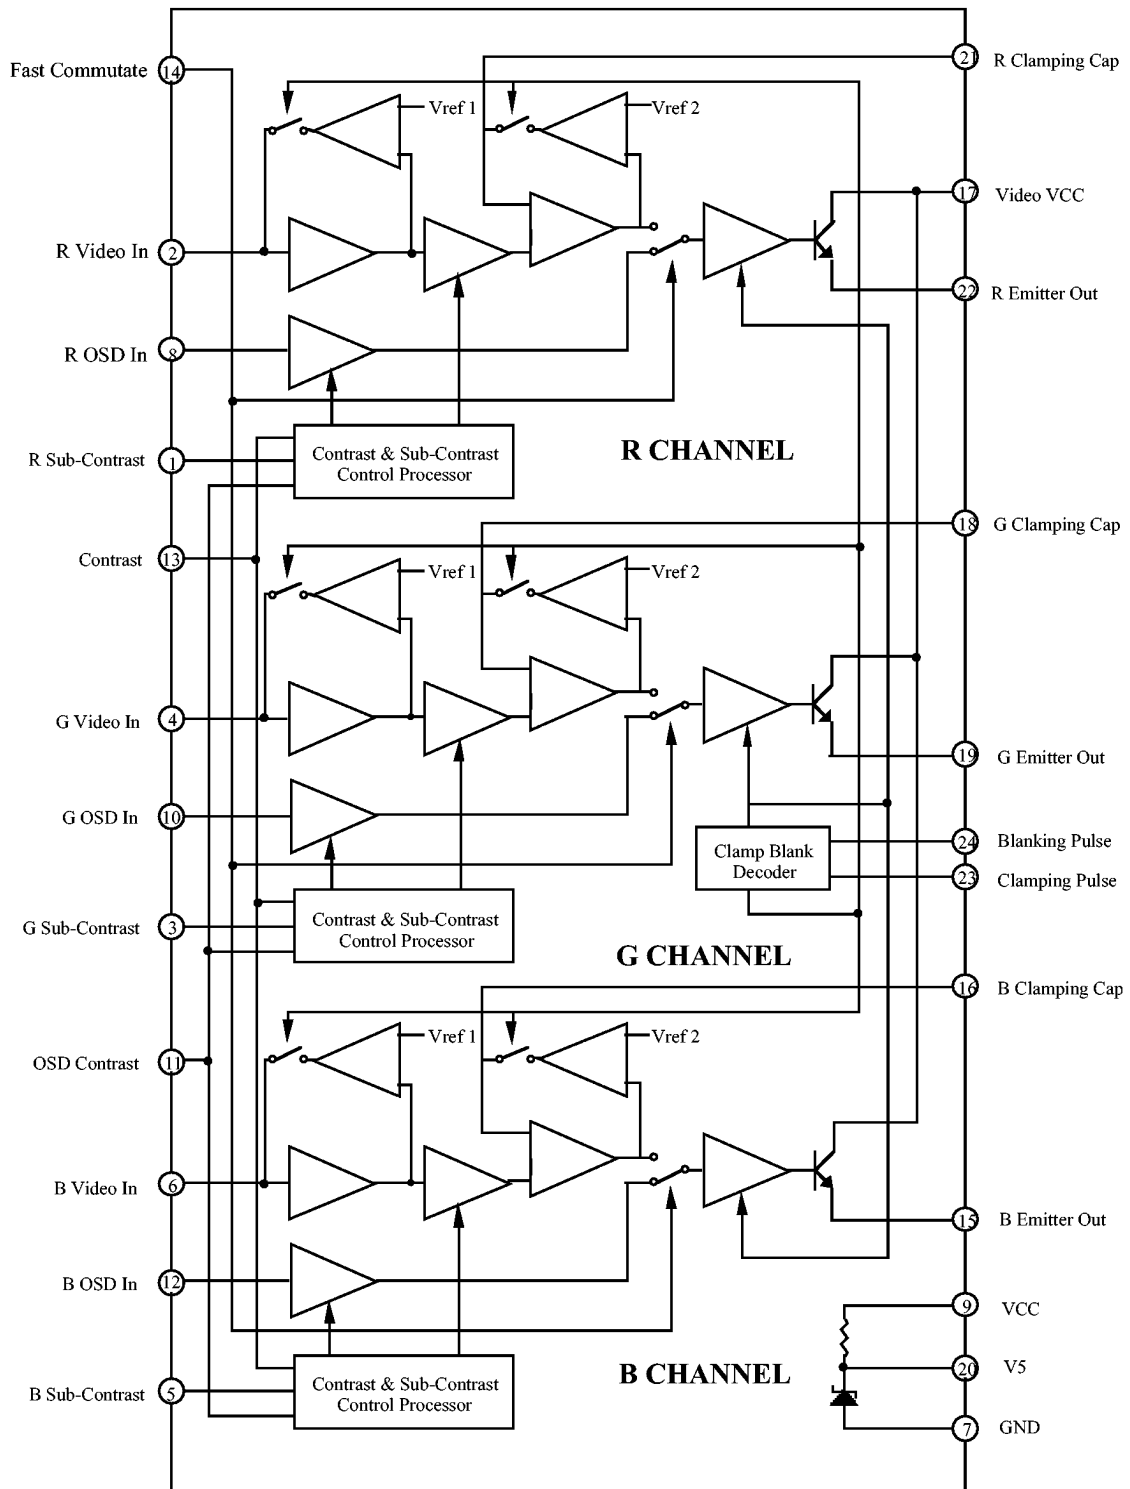 Fast Commutate
14
21
R Clamping Cap
Vref 1
Vref 2
17
Video VCC
R Video In
2
22
R Emitter Out
R OSD In
8
R CHANNEL
R Sub-Contrast
1
Contrast & Sub-Contrast
Control Processor
18
G Clamping Cap
Contrast
13
Vref 1
Vref 2
G Video In
4
19
G Emitter Out
G OSD In
10
Clamp Blank
Decoder
24
Blanking Pulse
23
Clamping Pulse
G Sub-Contrast
3
Contrast & Sub-Contrast
Control Processor
G CHANNEL
16
B Clamping Cap
OSD Contrast
11
Vref 1
Vref 2
B Video In
6
15
B Emitter Out
B OSD In
12
9
VCC
20
V5
B CHANNEL
B Sub-Contrast
5
Contrast & Sub-Contrast
Control Processor
7
GND